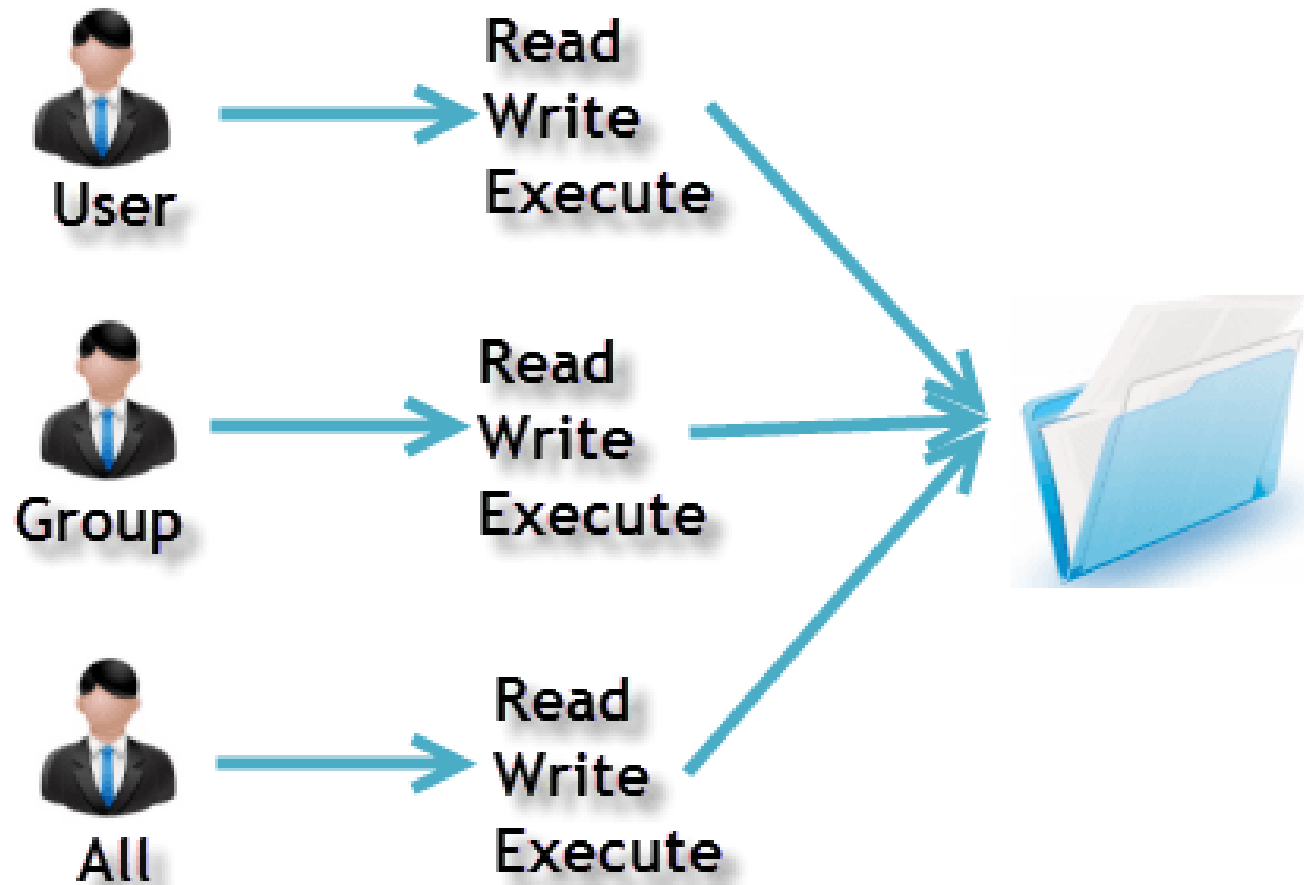 User
Read
Write
Execute
Group
Read
Write
Execute
All
Read
Write
Execute